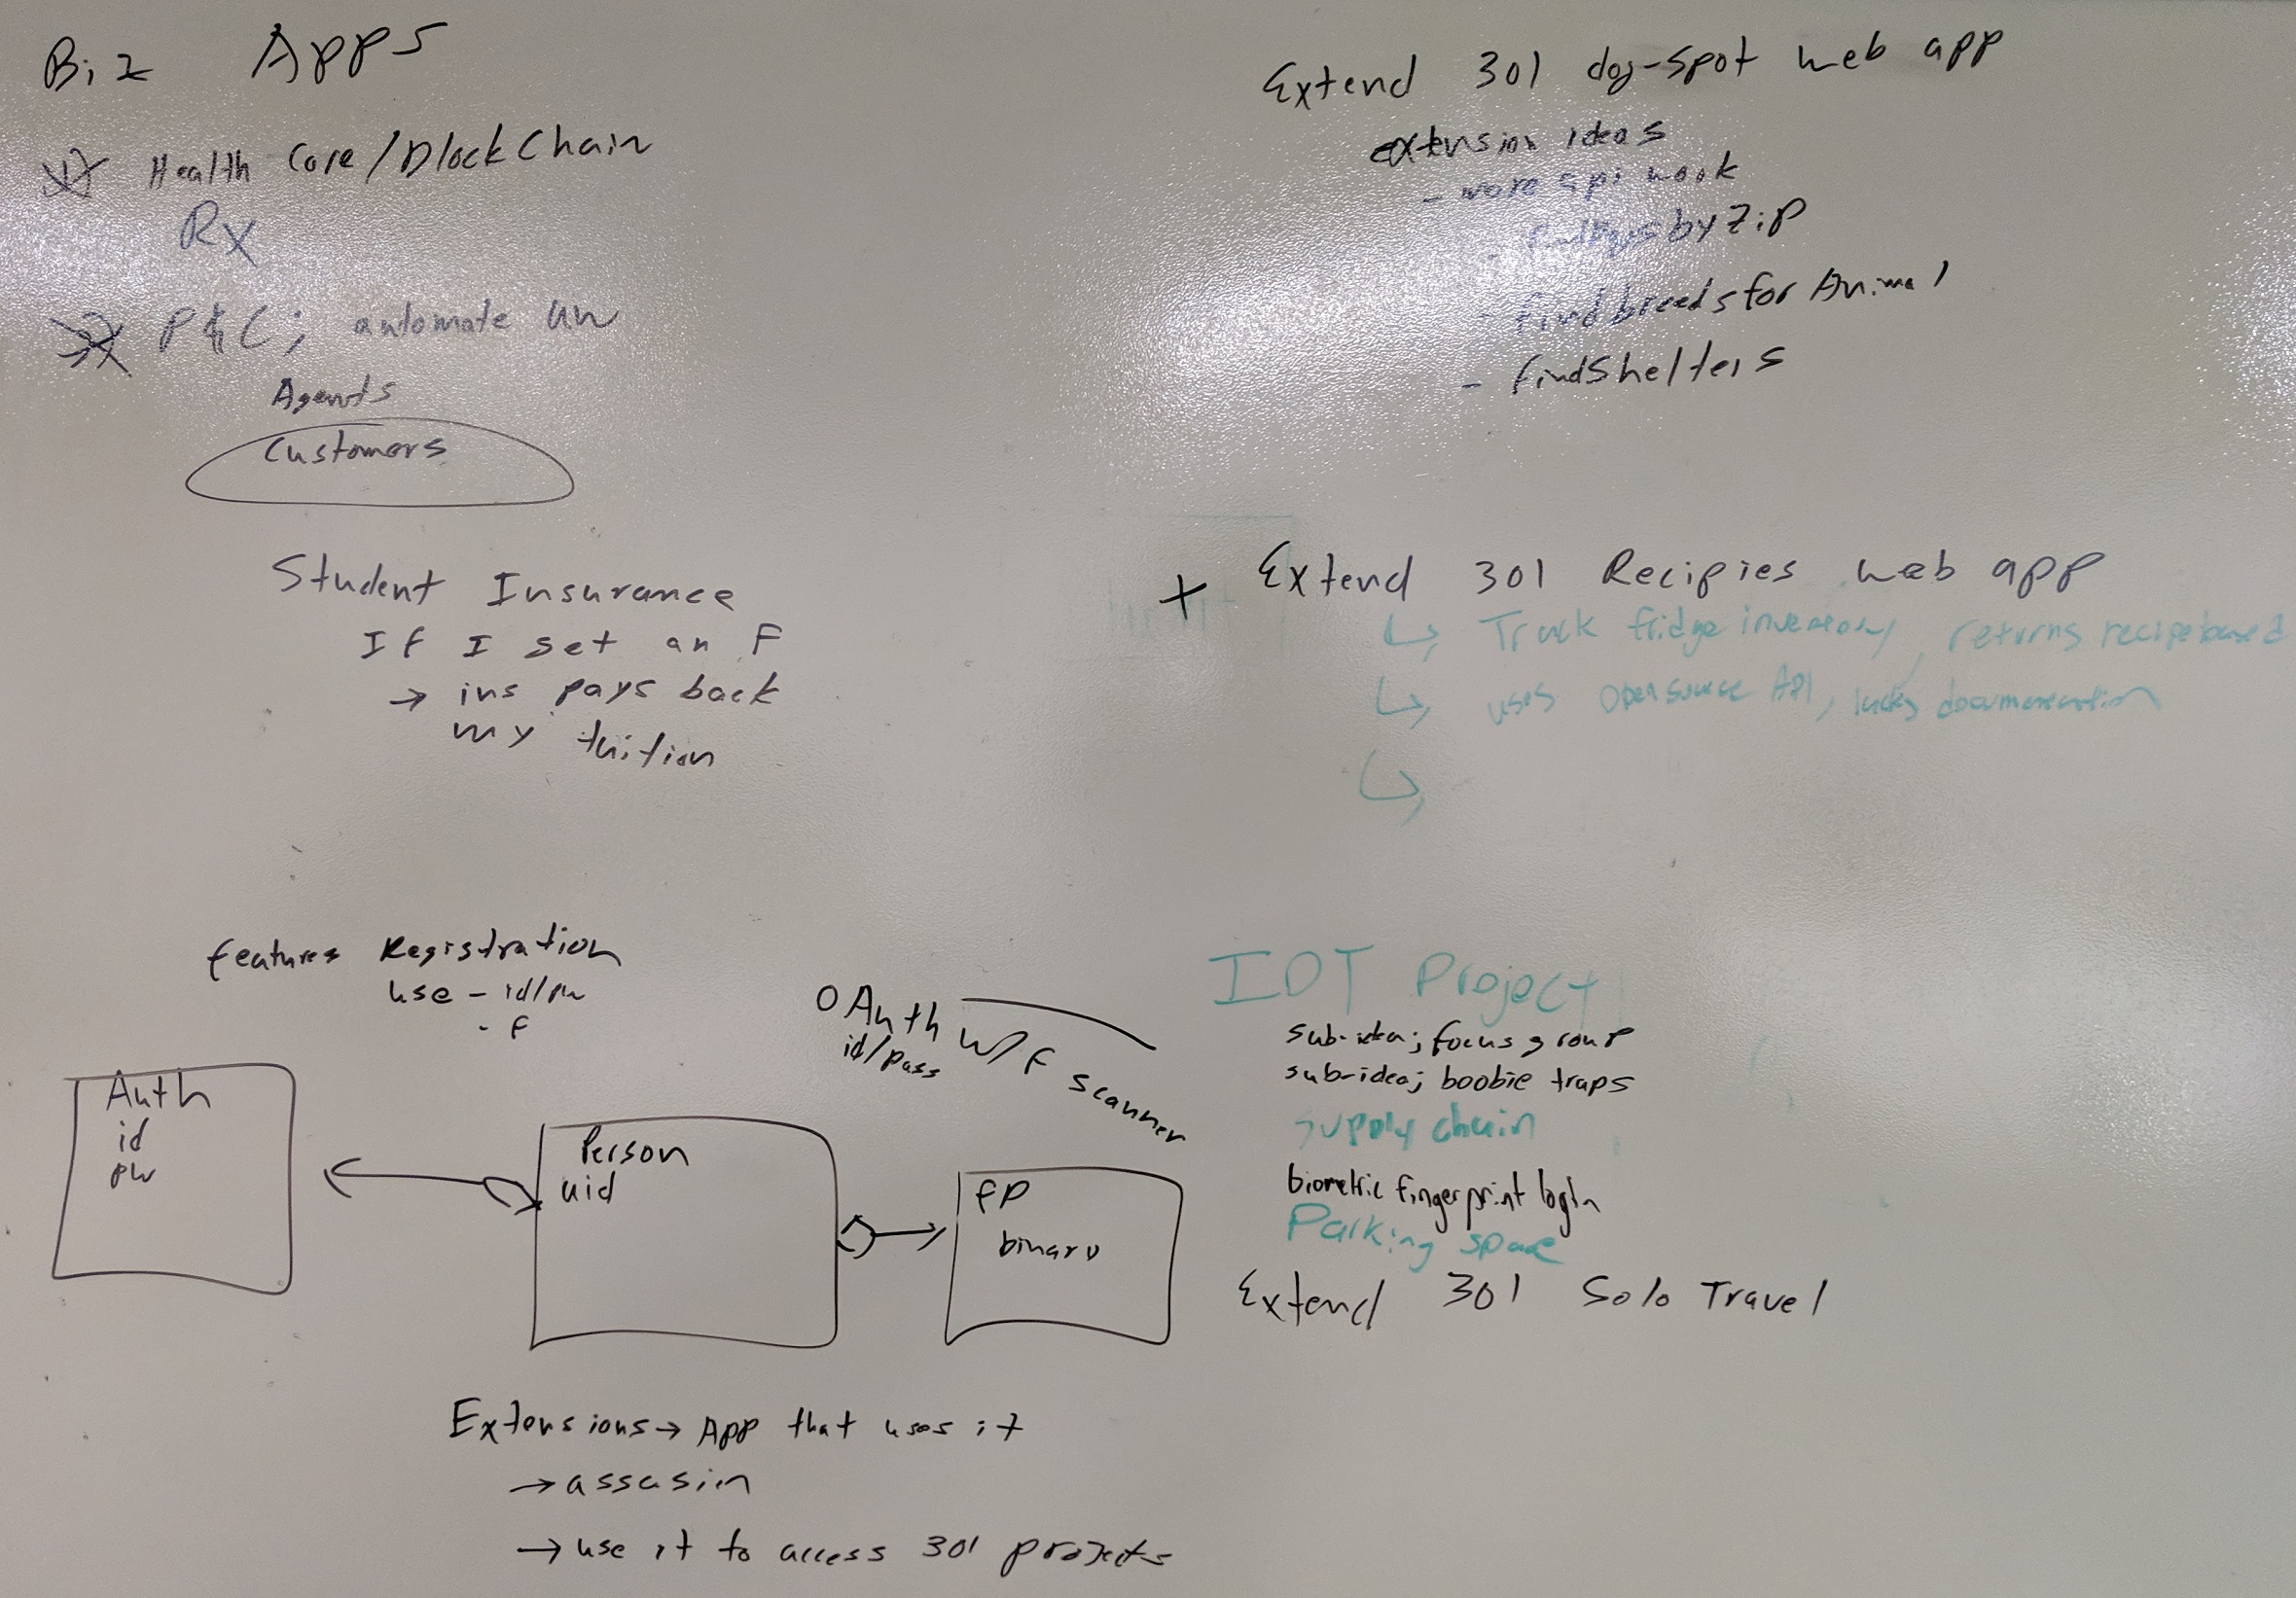 Biz Apps
Health Care/BlockChain
Rx
P&C; automate UW
Agents
Customers
Student Insurance
If I get an F
→ ins pays back
my tuition
Extend 301 dog-spot web app
extension ideas
- more api work
by Zip
- find breeds for Animal
- findShelters
+ Extend 301 Recipies web app
↳ Track fridge inventory, returns recipe based
↳ uses Open source API, lacks documentation
↳
features Registration
use - id/pw
- F
OAuth w/ F scanner
id/pass
Auth
id
pw
Person
uid
FP
binary
Extensions → App that uses it
→ assasin
→ use it to access 301 projects
IOT Project
sub-idea; focus group
sub-idea; boobie traps
supply chain
biometric fingerprint login
Parking space
Extend 301 Solo Travel